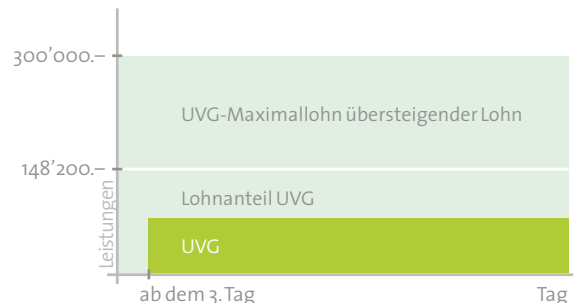 300’000.–
UVG-Maximallohn übersteigender Lohn
148’200.–
Lohnanteil UVG
Leistungen
UVG
ab dem 3. Tag
Tag